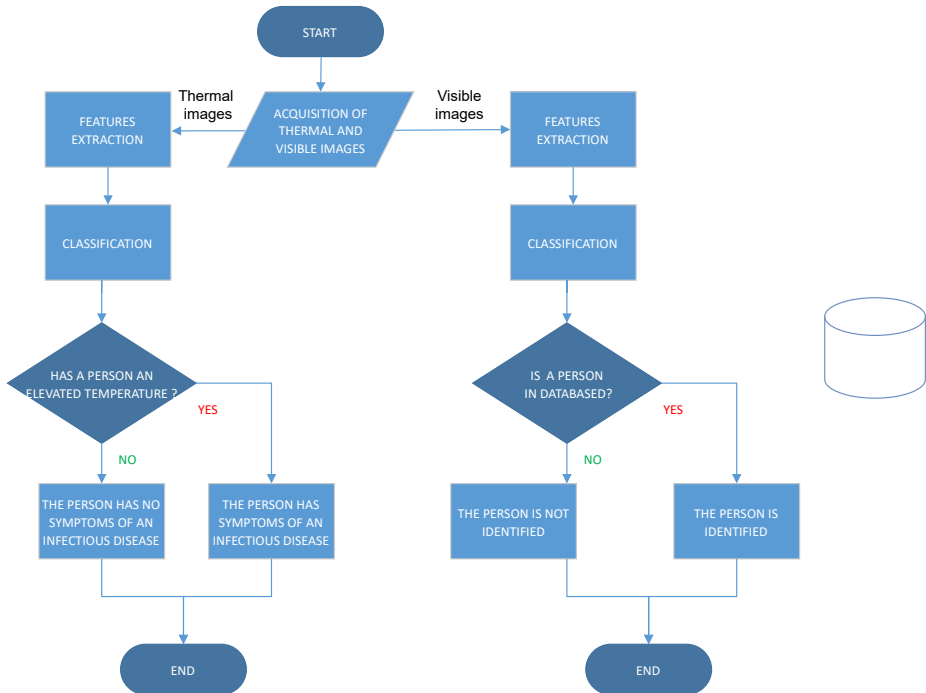 START
Thermal
images
ACQUISITION OF
THERMAL AND
VISIBLE IMAGES
Visible
images
FEATURES
EXTRACTION
FEATURES
EXTRACTION
CLASSIFICATION
CLASSIFICATION
HAS A PERSON AN
ELEVATED TEMPERATURE ?
YES
NO
IS A PERSON
IN DATABASED?
YES
NO
THE PERSON HAS NO
SYMPTOMS OF AN
INFECTIOUS DISEASE
THE PERSON HAS
SYMPTOMS OF AN
INFECTIOUS DISEASE
THE PERSON IS NOT
IDENTIFIED
THE PERSON IS
IDENTIFIED
END
END